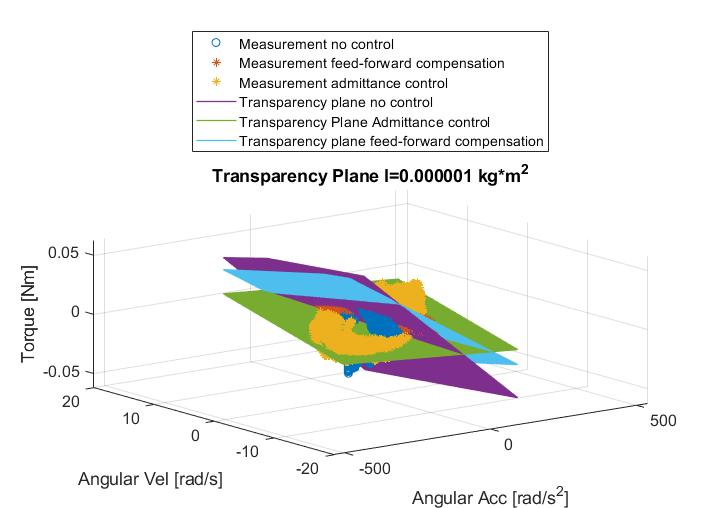 Measurement no control
Measurement feed-forward compensation
Measurement admittance control
Transparency plane no control
Transparency Plane Admittance control
Transparency plane feed-forward compensation
Transparency Plane I=0.000001 kg*m²
0.05
0
-0.05
Torque [Nm]
20
10
0
-10
-20
Angular Vel [rad/s]
-500
0
500
Angular Acc [rad/s²]